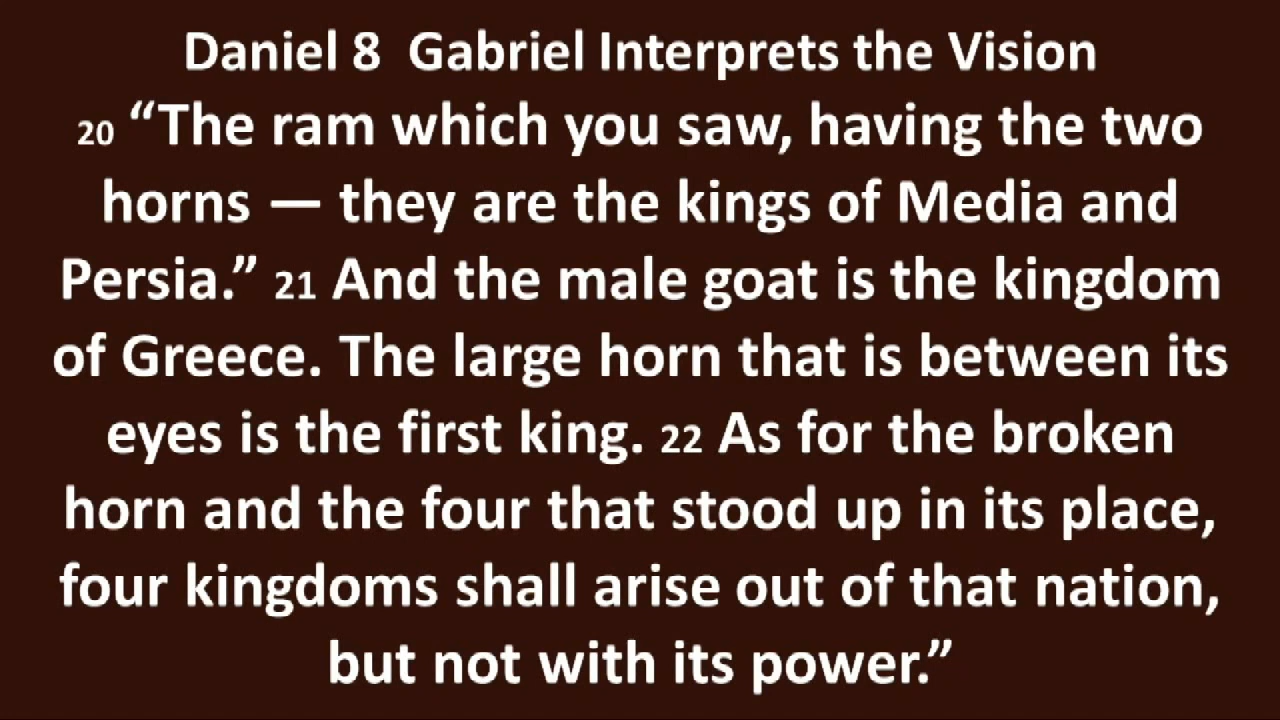 Daniel 8  Gabriel Interprets the Vision
20 “The ram which you saw, having the two
horns — they are the kings of Media and
Persia.” 21 And the male goat is the kingdom
of Greece. The large horn that is between its
eyes is the first king. 22 As for the broken
horn and the four that stood up in its place,
four kingdoms shall arise out of that nation,
but not with its power.”